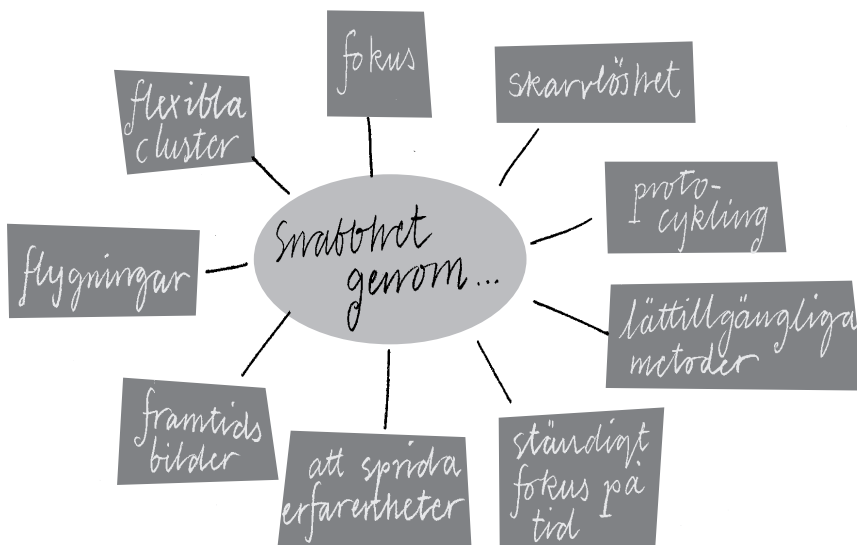 Snabbhet
genom...
fokus
skarvlöshet
proto-
cykling
lättillgängliga
metoder
ständigt
fokus på
tid
att sprida
erfarenheter
framtids
bilder
flygningar
flexibla
cluster